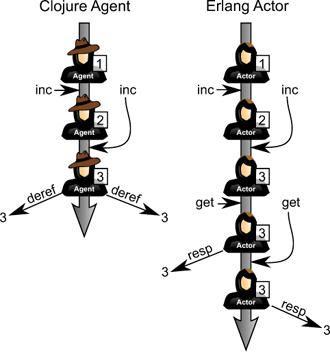 Clojure Agent
Erlang Actor
1
Agent
inc
inc
2
Agent
3
Agent
deref
deref
3
3
1
Actor
inc
inc
2
Actor
3
Actor
get
get
3
Actor
resp
3
3
Actor
resp
3